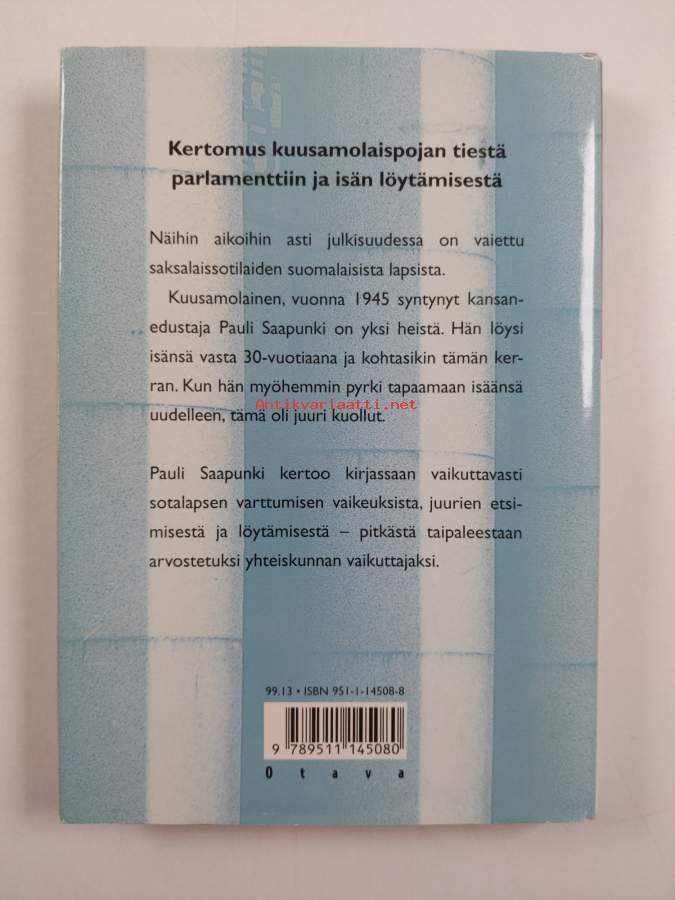 Kertomus kuusamolaispojan tiestä
parlamenttiin ja isän löytämisestä
Näihin aikoihin asti julkisuudessa on vaiettu
saksalaissotilaiden suomalaisista lapsista.
Kuusamolainen, vuonna 1945 syntynyt kansan-
edustaja Pauli Saapunki on yksi heistä. Hän löysi
isänsä vasta 30-vuotiaana ja kohtasikin tämän ker-
ran. Kun hän myöhemmin pyrki tapaamaan isäänsä
Antikvariaatti.net
uudelleen, tämä oli juuri kuollut.
Pauli Saapunki kertoo kirjassaan vaikuttavasti
sotalapsen varttumisen vaikeuksista, juurien etsi-
misestä ja löytämisestä – pitkästä taipaleestaan
arvostetuksi yhteiskunnan vaikuttajaksi.
99.13 • ISBN 951-1-14508-8
9 789511 145080
Otava